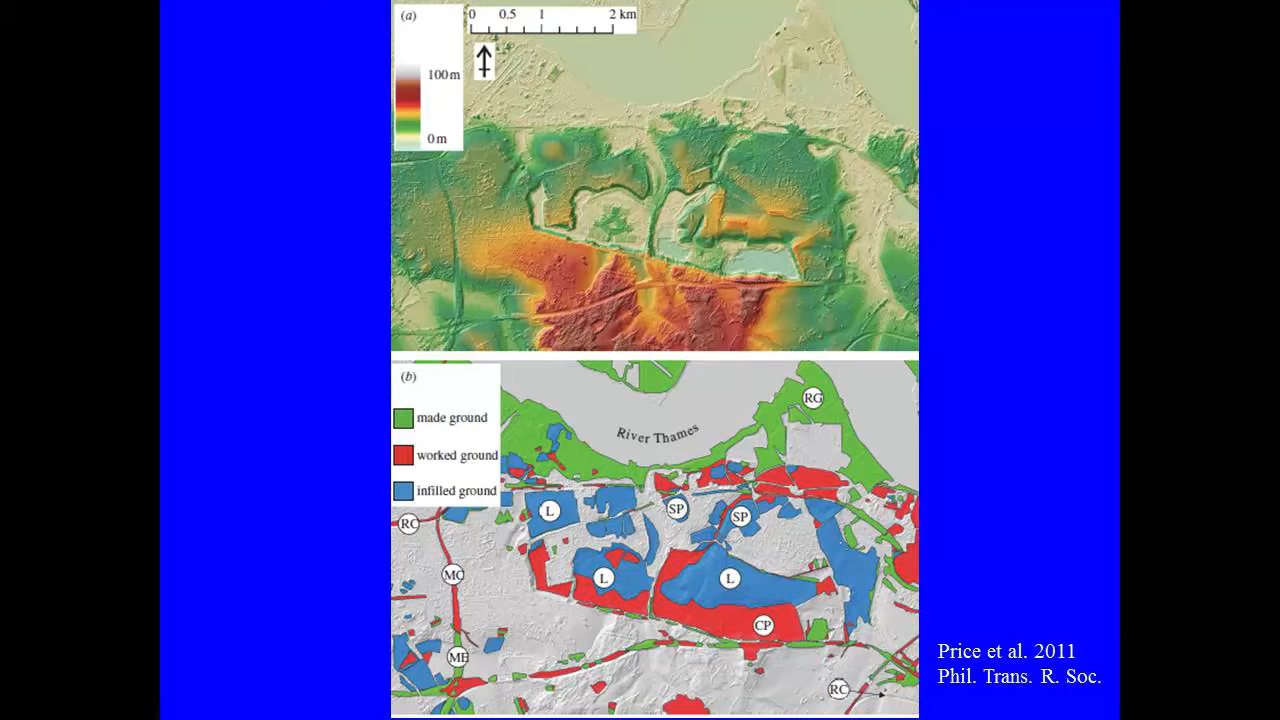 (a)
0 0.5 1 2 km
100 m
0 m
(b)
made ground
worked ground
infilled ground
River Thames
RG
L
SP
SP
RC
MC
L
L
CP
ME
RC
Price et al. 2011
Phil. Trans. R. Soc.